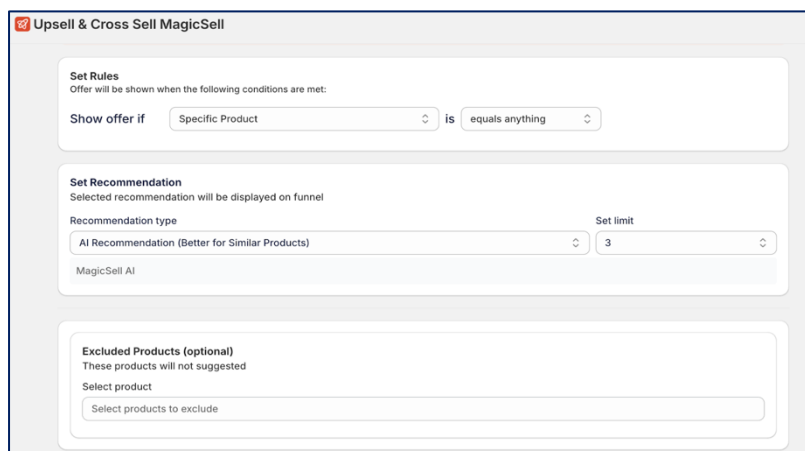 Upsell & Cross Sell MagicSell
Set Rules
Offer will be shown when the following conditions are met:
Show offer if Specific Product is equals anything
Set Recommendation
Selected recommendation will be displayed on funnel
Recommendation type Set limit
AI Recommendation (Better for Similar Products) 3
MagicSell AI
Excluded Products (optional)
These products will not suggested
Select product
Select products to exclude